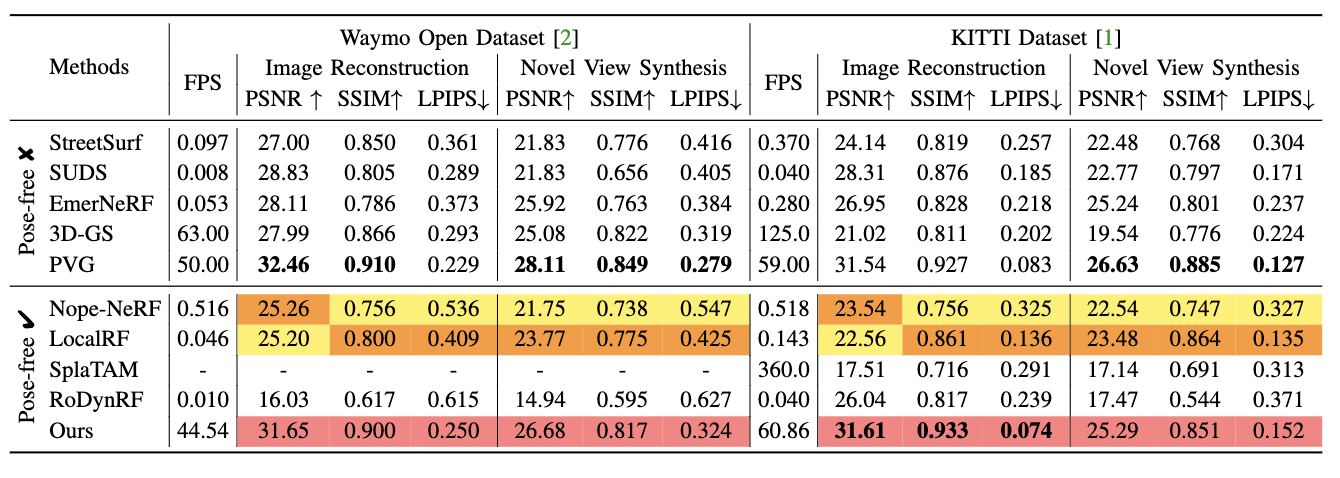 Waymo Open Dataset [2] KITTI Dataset [1]
Methods FPS Image Reconstruction Novel View Synthesis FPS Image Reconstruction Novel View Synthesis
PSNR ↑ SSIM↑ LPIPS↓ PSNR↑ SSIM↑ LPIPS↓ PSNR↑ SSIM↑ LPIPS↓ PSNR↑ SSIM↑ LPIPS↓
Pose-free ✗
StreetSurf 0.097 27.00 0.850 0.361 21.83 0.776 0.416 0.370 24.14 0.819 0.257 22.48 0.768 0.304
SUDS 0.008 28.83 0.805 0.289 21.83 0.656 0.405 0.040 28.31 0.876 0.185 22.77 0.797 0.171
EmerNeRF 0.053 28.11 0.786 0.373 25.92 0.763 0.384 0.280 26.95 0.828 0.218 25.24 0.801 0.237
3D-GS 63.00 27.99 0.866 0.293 25.08 0.822 0.319 125.0 21.02 0.811 0.202 19.54 0.776 0.224
PVG 50.00 32.46 0.910 0.229 28.11 0.849 0.279 59.00 31.54 0.927 0.083 26.63 0.885 0.127
Pose-free ✓
Nope-NeRF 0.516 25.26 0.756 0.536 21.75 0.738 0.547 0.518 23.54 0.756 0.325 22.54 0.747 0.327
LocalRF 0.046 25.20 0.800 0.409 23.77 0.775 0.425 0.143 22.56 0.861 0.136 23.48 0.864 0.135
SplaTAM - - - - - - - 360.0 17.51 0.716 0.291 17.14 0.691 0.313
RoDynRF 0.010 16.03 0.617 0.615 14.94 0.595 0.627 0.040 26.04 0.817 0.239 17.47 0.544 0.371
Ours 44.54 31.65 0.900 0.250 26.68 0.817 0.324 60.86 31.61 0.933 0.074 25.29 0.851 0.152